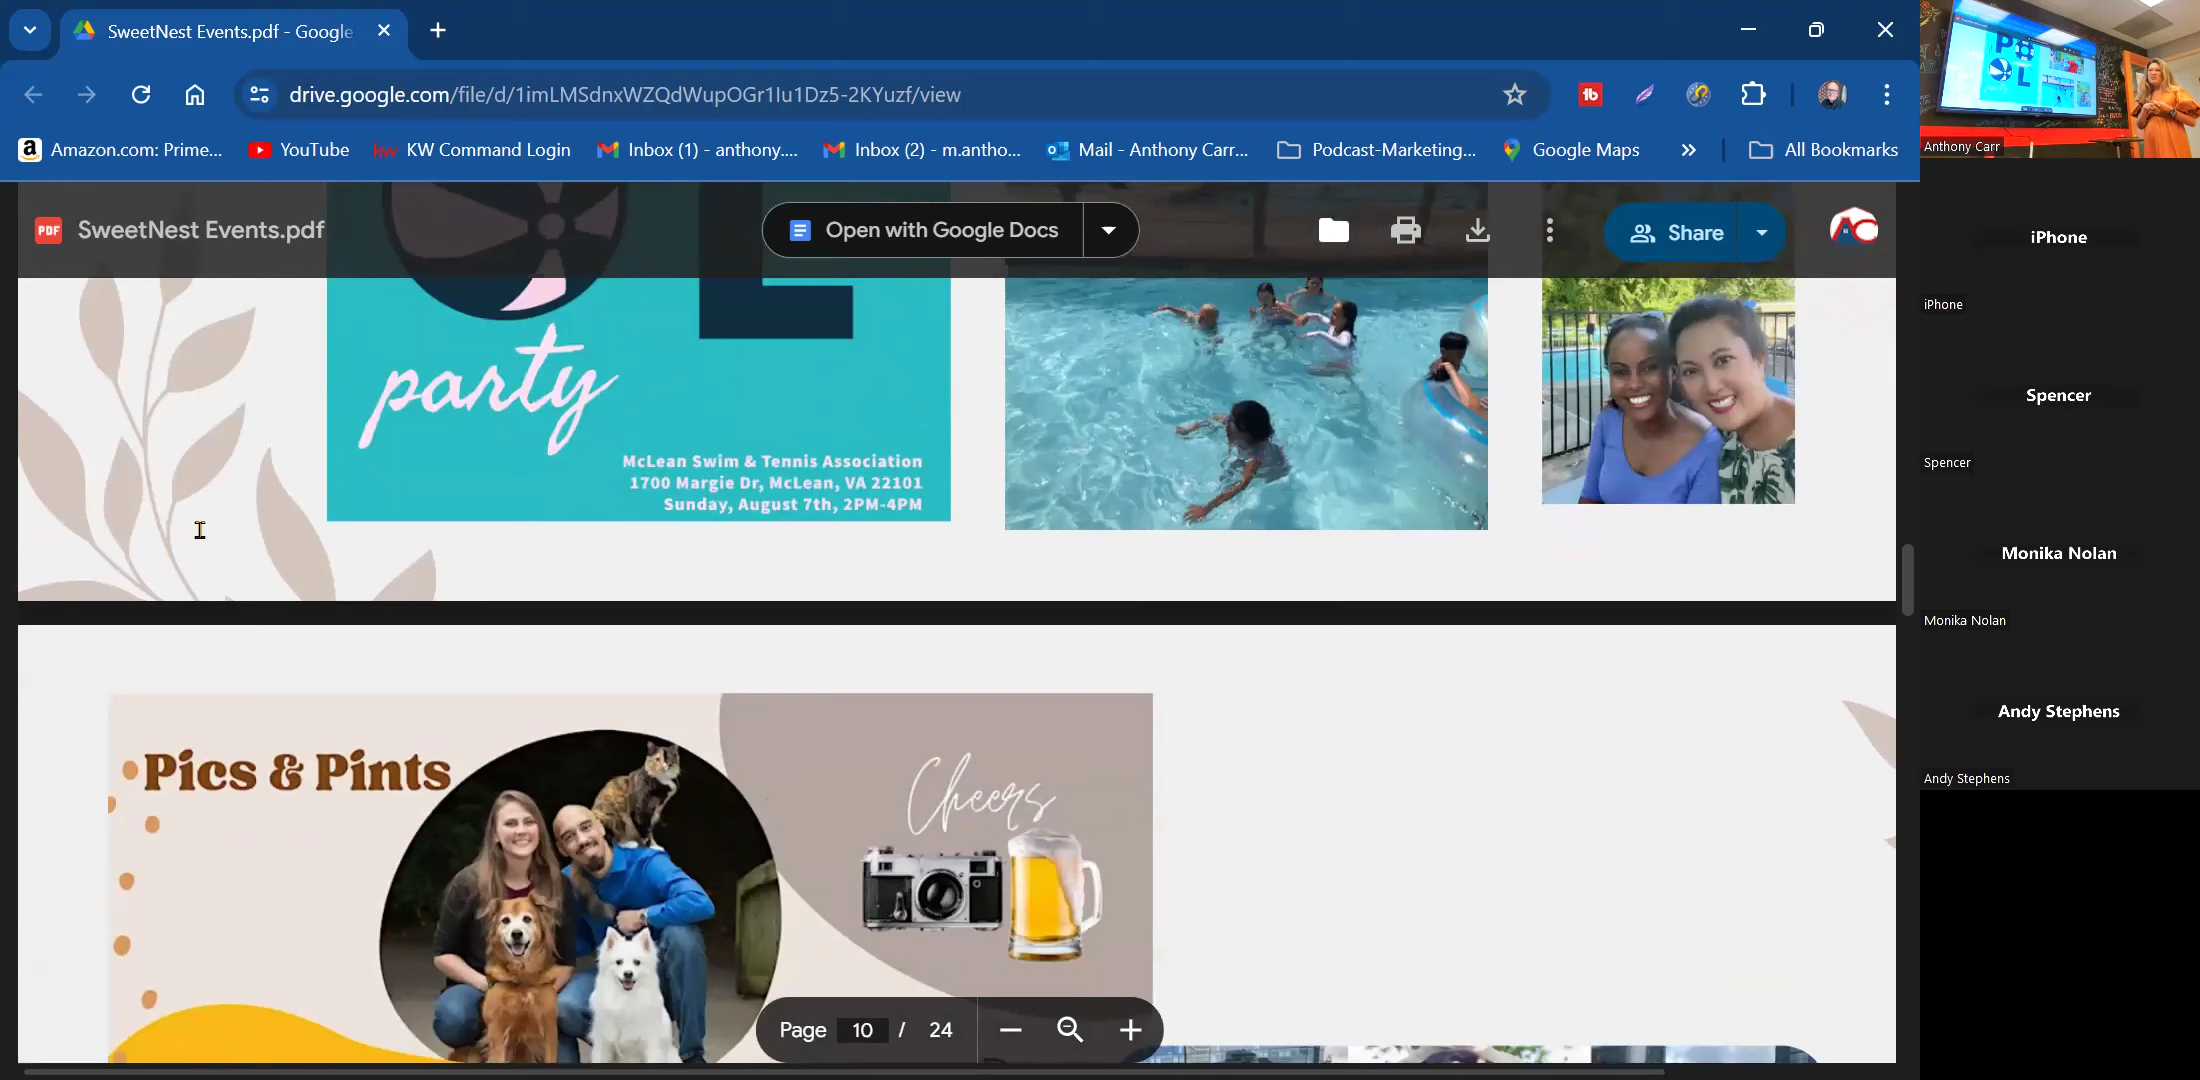 SweetNest Events.pdf - Google
drive.google.com/file/d/1imLMSdnxWZQdWupOGr1Iu1Dz5-2KYuzf/view
Amazon.com: Prime...
YouTube
KW Command Login
Inbox (1) - anthony....
Inbox (2) - m.antho...
Mail - Anthony Carr...
Podcast-Marketing...
Google Maps
All Bookmarks
PDF
SweetNest Events.pdf
Open with Google Docs
Share
party
McLean Swim & Tennis Association
1700 Margie Dr, McLean, VA 22101
Sunday, August 7th, 2PM-4PM
Pics & Pints
Cheers
Page 10 / 24
Anthony Carr
iPhone
iPhone
Spencer
Spencer
Monika Nolan
Monika Nolan
Andy Stephens
Andy Stephens